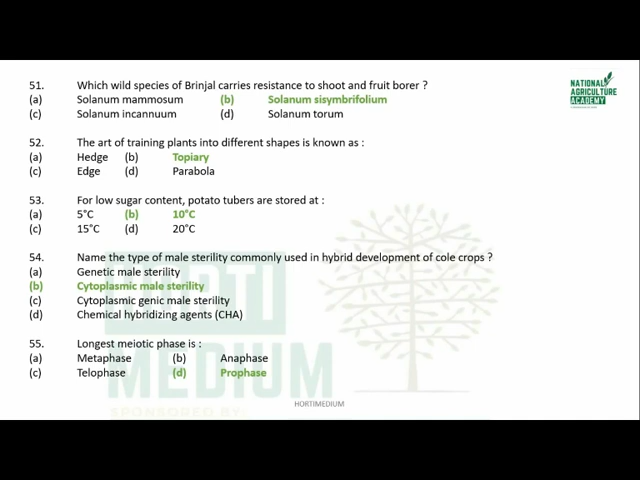 NATIONAL
AGRICULTURE
ACADEMY
51. Which wild species of Brinjal carries resistance to shoot and fruit borer ?
(a) Solanum mammosum (b) Solanum sisymbrifolium
(c) Solanum incannuum (d) Solanum torum
52. The art of training plants into different shapes is known as :
(a) Hedge (b) Topiary
(c) Edge (d) Parabola
53. For low sugar content, potato tubers are stored at :
(a) 5°C (b) 10°C
(c) 15°C (d) 20°C
54. Name the type of male sterility commonly used in hybrid development of cole crops ?
(a) Genetic male sterility
(b) Cytoplasmic male sterility
(c) Cytoplasmic genic male sterility
(d) Chemical hybridizing agents (CHA)
55. Longest meiotic phase is :
(a) Metaphase (b) Anaphase
(c) Telophase (d) Prophase
HORTI
MEDIUM
SPONSORED BY:
HORTIMEDIUM